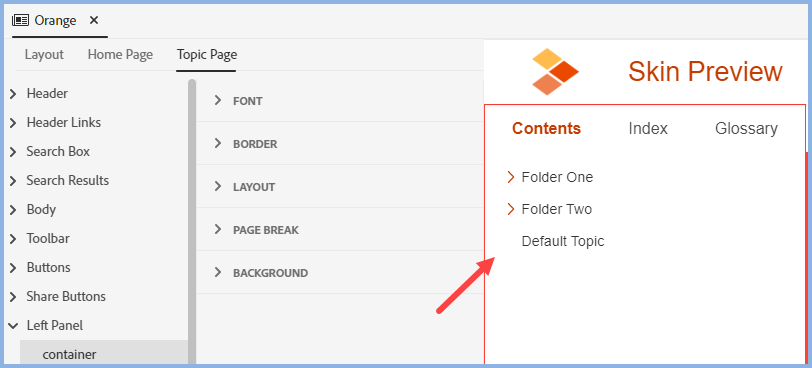 Orange
Layout Home Page Topic Page
Header
Header Links
Search Box
Search Results
Body
Toolbar
Buttons
Share Buttons
Left Panel
container
FONT
BORDER
LAYOUT
PAGE BREAK
BACKGROUND
Skin Preview
Contents Index Glossary
Folder One
Folder Two
Default Topic